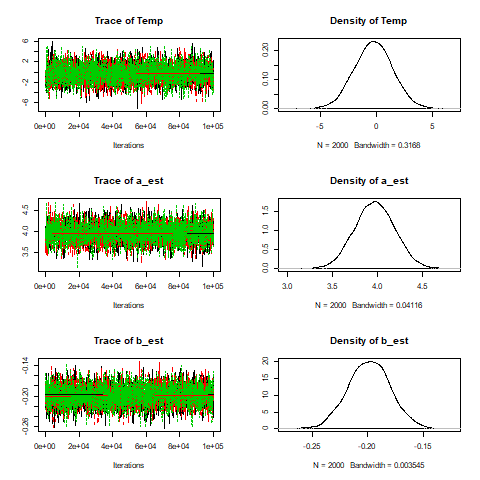 Trace of Temp
6
2
-2
-6
0e+00 2e+04 4e+04 6e+04 8e+04 1e+05
Iterations
Density of Temp
0.20
0.10
0.00
-5 0 5
N = 2000 Bandwidth = 0.3168
Trace of a_est
4.5
4.0
3.5
0e+00 2e+04 4e+04 6e+04 8e+04 1e+05
Iterations
Density of a_est
1.5
1.0
0.5
0.0
3.0 3.5 4.0 4.5
N = 2000 Bandwidth = 0.04116
Trace of b_est
-0.14
-0.20
-0.26
0e+00 2e+04 4e+04 6e+04 8e+04 1e+05
Iterations
Density of b_est
20
15
10
5
0
-0.25 -0.20 -0.15
N = 2000 Bandwidth = 0.003545